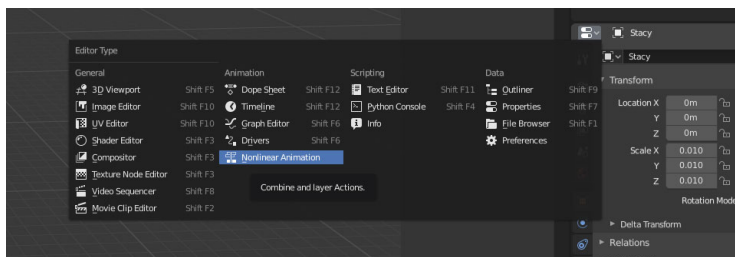 Stacy
Editor Type
Stacy
General
3D Viewport Shift F5
Image Editor Shift F10
UV Editor Shift F10
Shader Editor Shift F3
Compositor Shift F3
Texture Node Editor Shift F3
Video Sequencer Shift F8
Movie Clip Editor Shift F2
Animation
Dope Sheet Shift F12
Timeline Shift F12
Graph Editor Shift F6
Drivers Shift F6
Nonlinear Animation
Combine and layer Actions.
Scripting
Text Editor Shift F11
Python Console Shift F4
Info
Data
Outliner Shift F9
Properties Shift F7
File Browser Shift F1
Preferences
Transform
Location X 0m
Y 0m
Z 0m
Scale X 0.010
Y 0.010
Z 0.010
Rotation Mode
Delta Transform
Relations